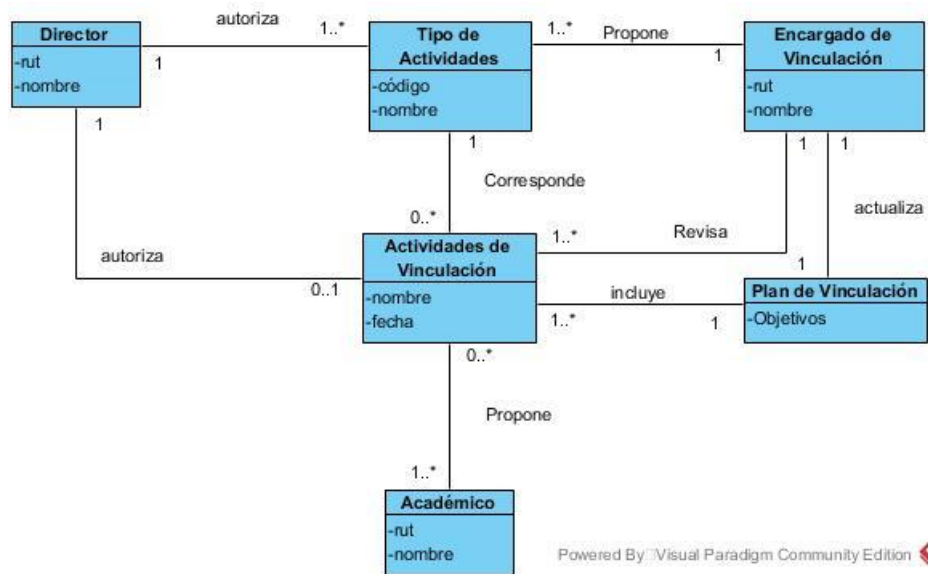 autoriza
Director
-rut
-nombre
1
1..*
Tipo de
Actividades
-código
-nombre
1..*
Propone
1
Encargado de
Vinculación
-rut
-nombre
1
1
1
1
Corresponde
0..*
Revisa
1..*
actualiza
1
autoriza
0..1
Actividades de
Vinculación
-nombre
-fecha
incluye
1..*
1
Plan de Vinculación
-Objetivos
0..*
Propone
1..*
Académico
-rut
-nombre
Powered By Visual Paradigm Community Edition